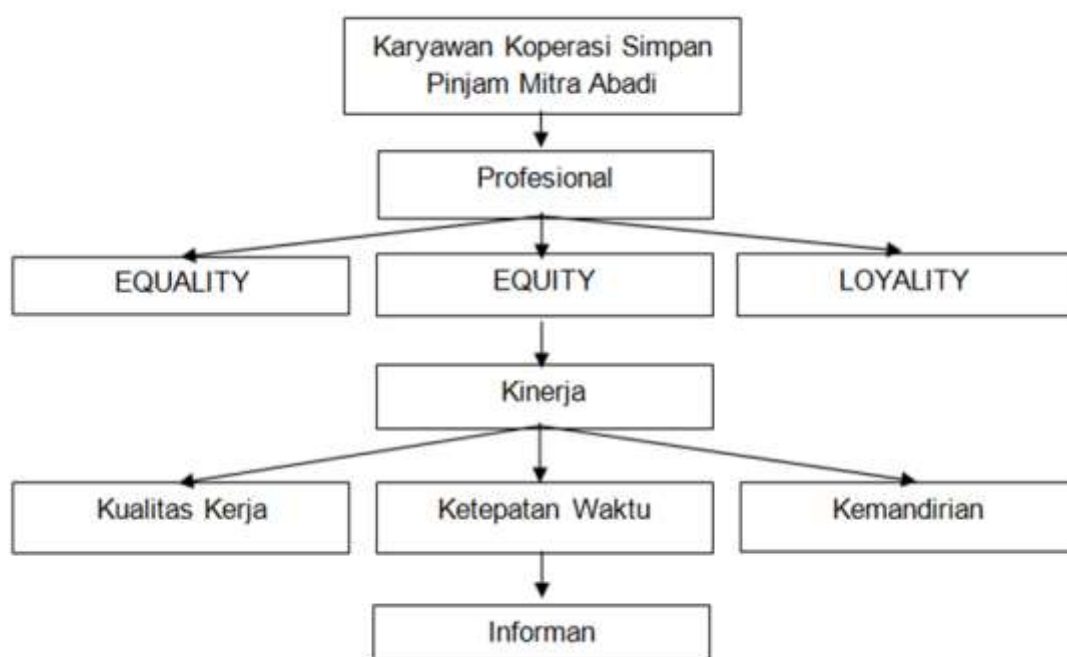 Karyawan Koperasi Simpan
Pinjam Mitra Abadi
Profesional
EQUALITY
EQUITY
LOYALITY
Kinerja
Kualitas Kerja
Ketepatan Waktu
Kemandirian
Informan